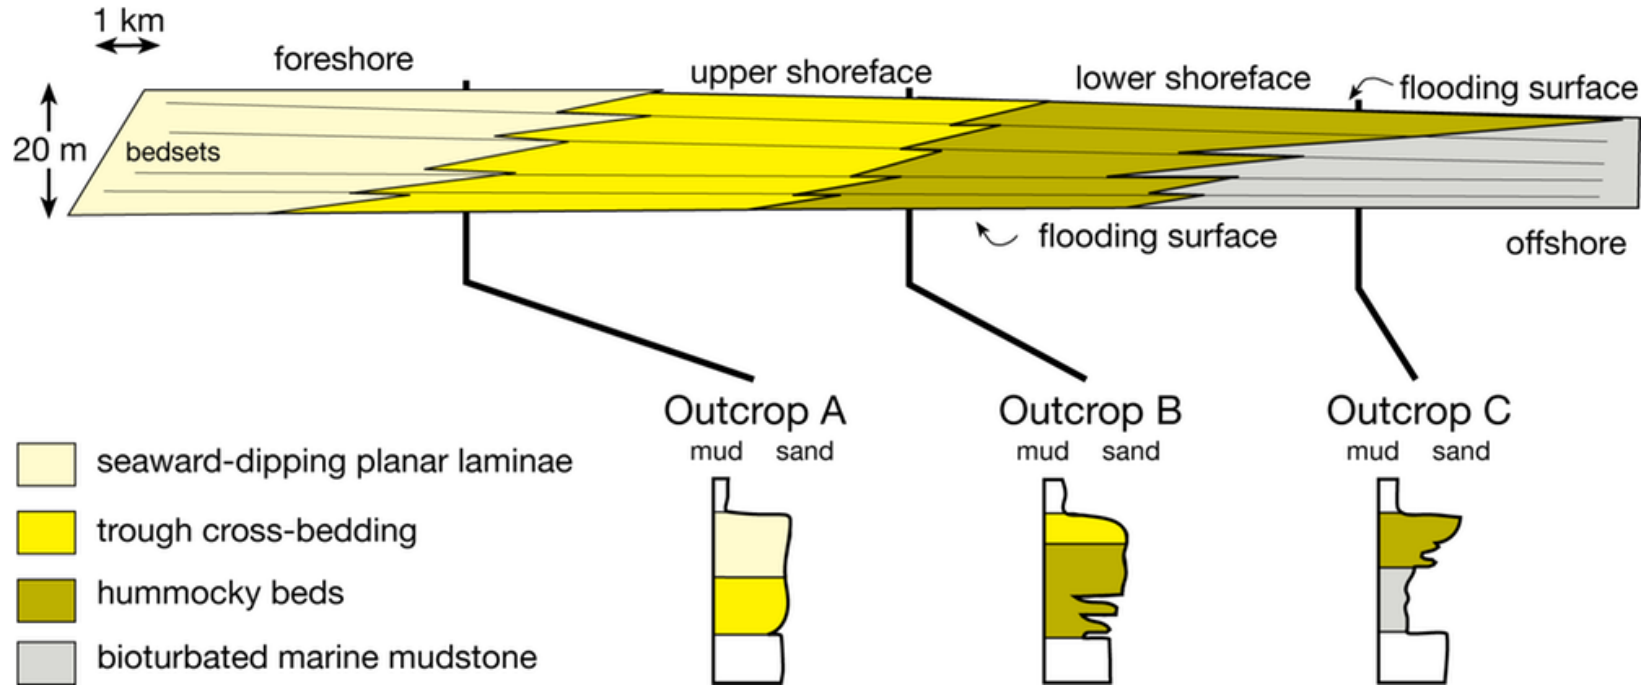 1 km
foreshore
upper shoreface
lower shoreface
flooding surface
20 m
bedsets
flooding surface
offshore
Outcrop A
mud sand
Outcrop B
mud sand
Outcrop C
mud sand
seaward-dipping planar laminae
trough cross-bedding
hummocky beds
bioturbated marine mudstone